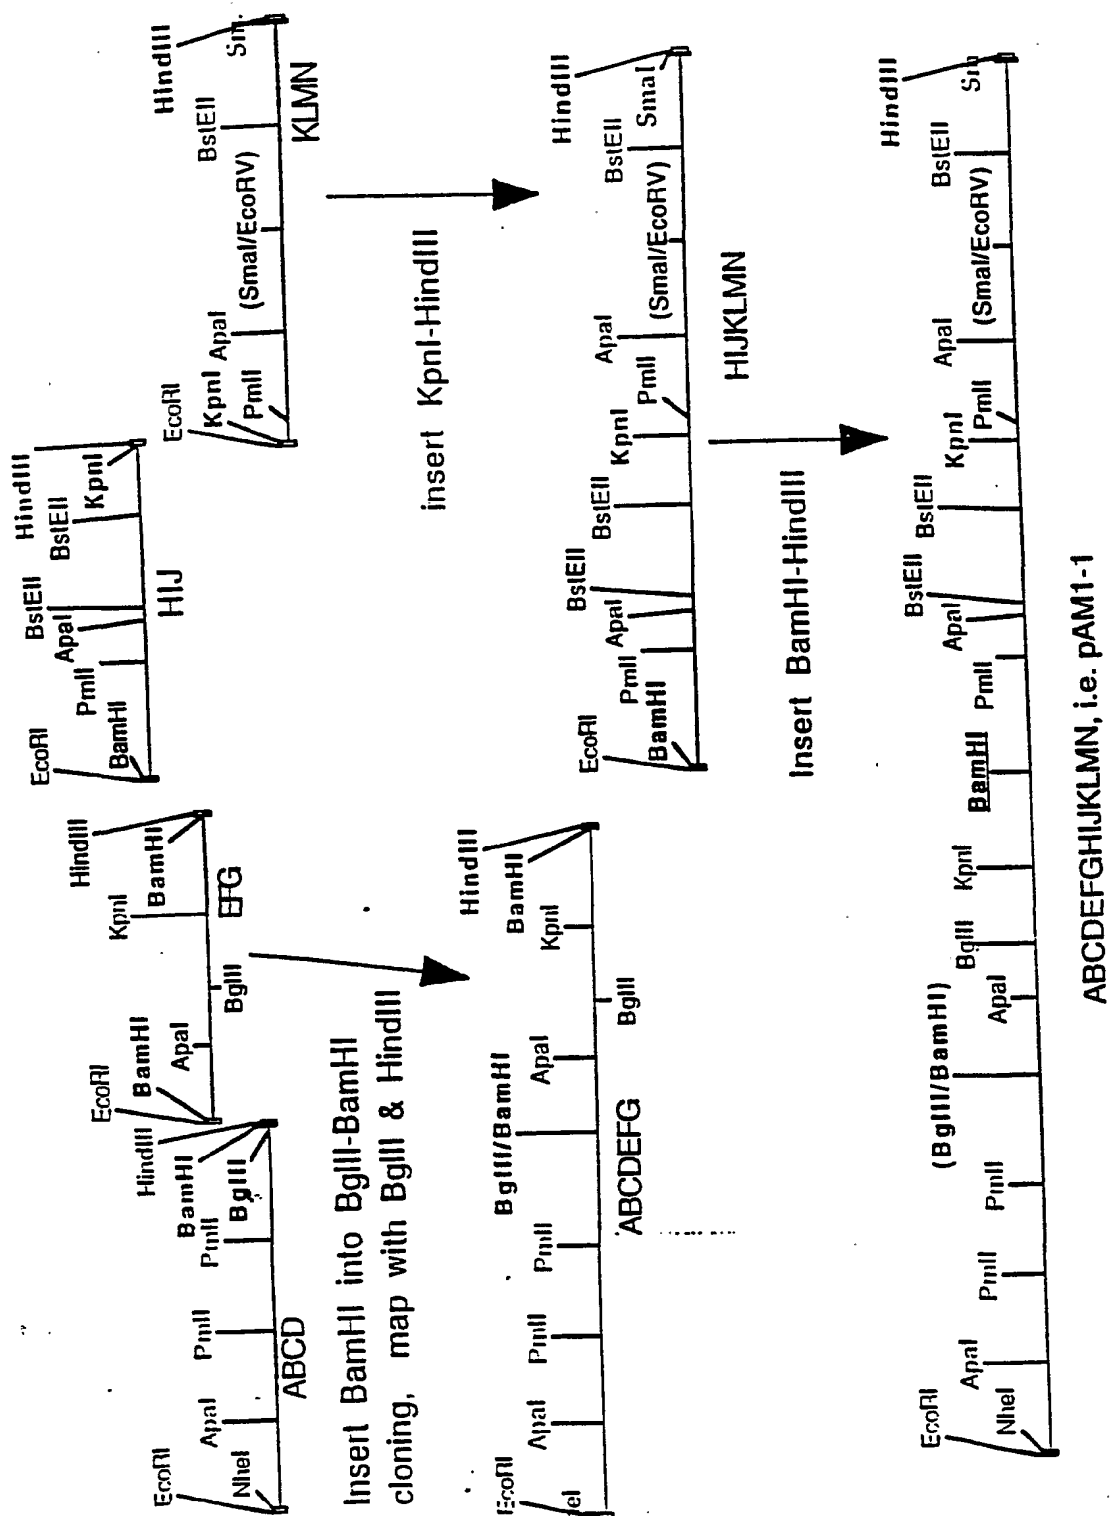 EcoRI
NheI
ApaI
PmlI
PmlI
BglII
BamHI
HindIII
ABCD
EcoRI
BamHI
ApaI
BglII
KpnI
BamHI
HindIII
EFG
EcoRI
BamHI
PmlI
ApaI
BstEII
BstEII
KpnI
HindIII
HIJ
EcoRI
KpnI
PmlI
ApaI
(SmaI/EcoRV)
BstEII
Sm
HindIII
KLMN
Insert BamHI into BglII-BamHI
cloning, map with BglII & HindIII
insert KpnI-HindIII
EcoRI
eI
ApaI
PmlI
PmlI
BglII/BamHI
ApaI
BglII
KpnI
BamHI
HindIII
ABCDEFG
EcoRI
BamHI
PmlI
ApaI
BstEII
BstEII
KpnI
PmlI
ApaI
(SmaI/EcoRV)
BstEII
SmaI
HindIII
HIJKLMN
Insert BamHI-HindIII
EcoRI
NheI
ApaI
PmlI
PmlI
(BglII/BamHI)
ApaI
BglII
KpnI
BamHI
PmlI
ApaI
BstEII
BstEII
KpnI
PmlI
ApaI
(SmaI/EcoRV)
BstEII
Sm
HindIII
ABCDEFGHIJKLMN, i.e. pAM1-1